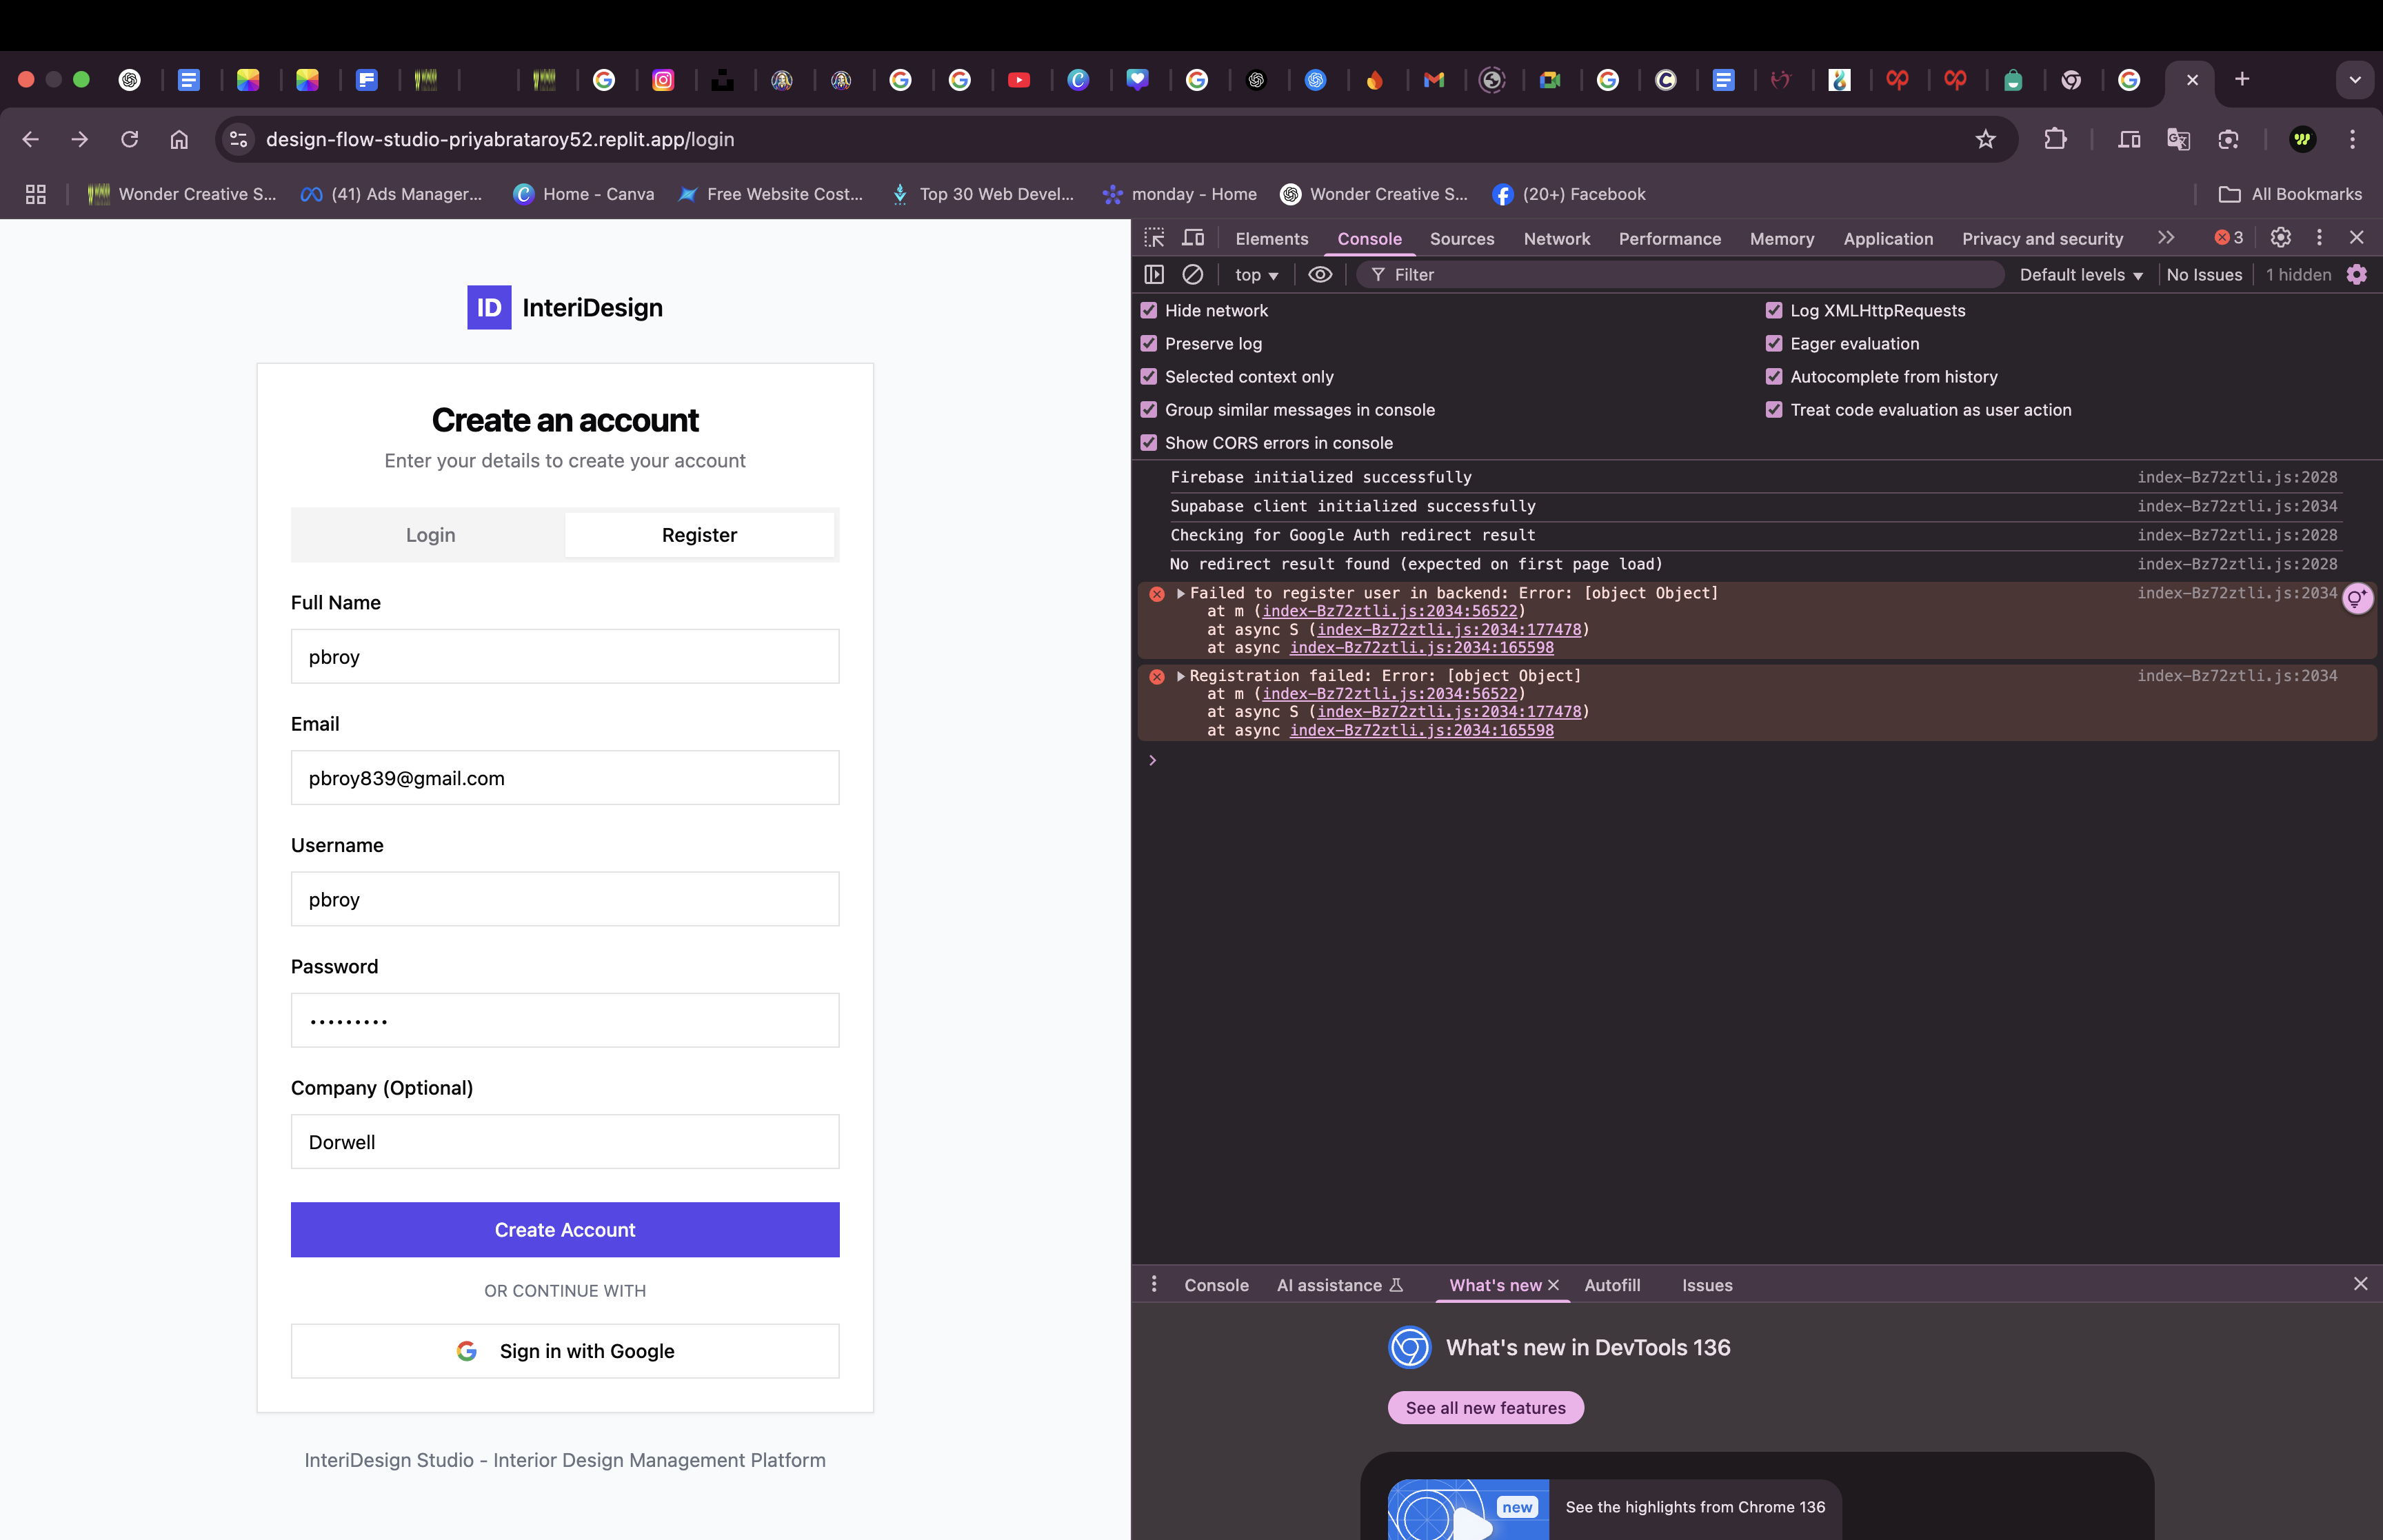 design-flow-studio-priyabrataroy52.replit.app/login
Wonder Creative S... (41) Ads Manager... Home - Canva Free Website Cost... Top 30 Web Devel... monday - Home Wonder Creative S... (20+) Facebook All Bookmarks
ID InteriDesign
Create an account
Enter your details to create your account
Login Register
Full Name
pbroy
Email
pbroy839@gmail.com
Username
pbroy
Password
•••••••••
Company (Optional)
Dorwell
Create Account
OR CONTINUE WITH
Sign in with Google
InteriDesign Studio - Interior Design Management Platform
Elements Console Sources Network Performance Memory Application Privacy and security 3
top Filter Default levels No Issues 1 hidden
Hide network Log XMLHttpRequests
Preserve log Eager evaluation
Selected context only Autocomplete from history
Group similar messages in console Treat code evaluation as user action
Show CORS errors in console
Firebase initialized successfully index-Bz72ztli.js:2028
Supabase client initialized successfully index-Bz72ztli.js:2034
Checking for Google Auth redirect result index-Bz72ztli.js:2028
No redirect result found (expected on first page load) index-Bz72ztli.js:2028
Failed to register user in backend: Error: [object Object] index-Bz72ztli.js:2034
at m (index-Bz72ztli.js:2034:56522)
at async S (index-Bz72ztli.js:2034:177478)
at async index-Bz72ztli.js:2034:165598
Registration failed: Error: [object Object] index-Bz72ztli.js:2034
at m (index-Bz72ztli.js:2034:56522)
at async S (index-Bz72ztli.js:2034:177478)
at async index-Bz72ztli.js:2034:165598
Console AI assistance What's new Autofill Issues
What's new in DevTools 136
See all new features
new See the highlights from Chrome 136